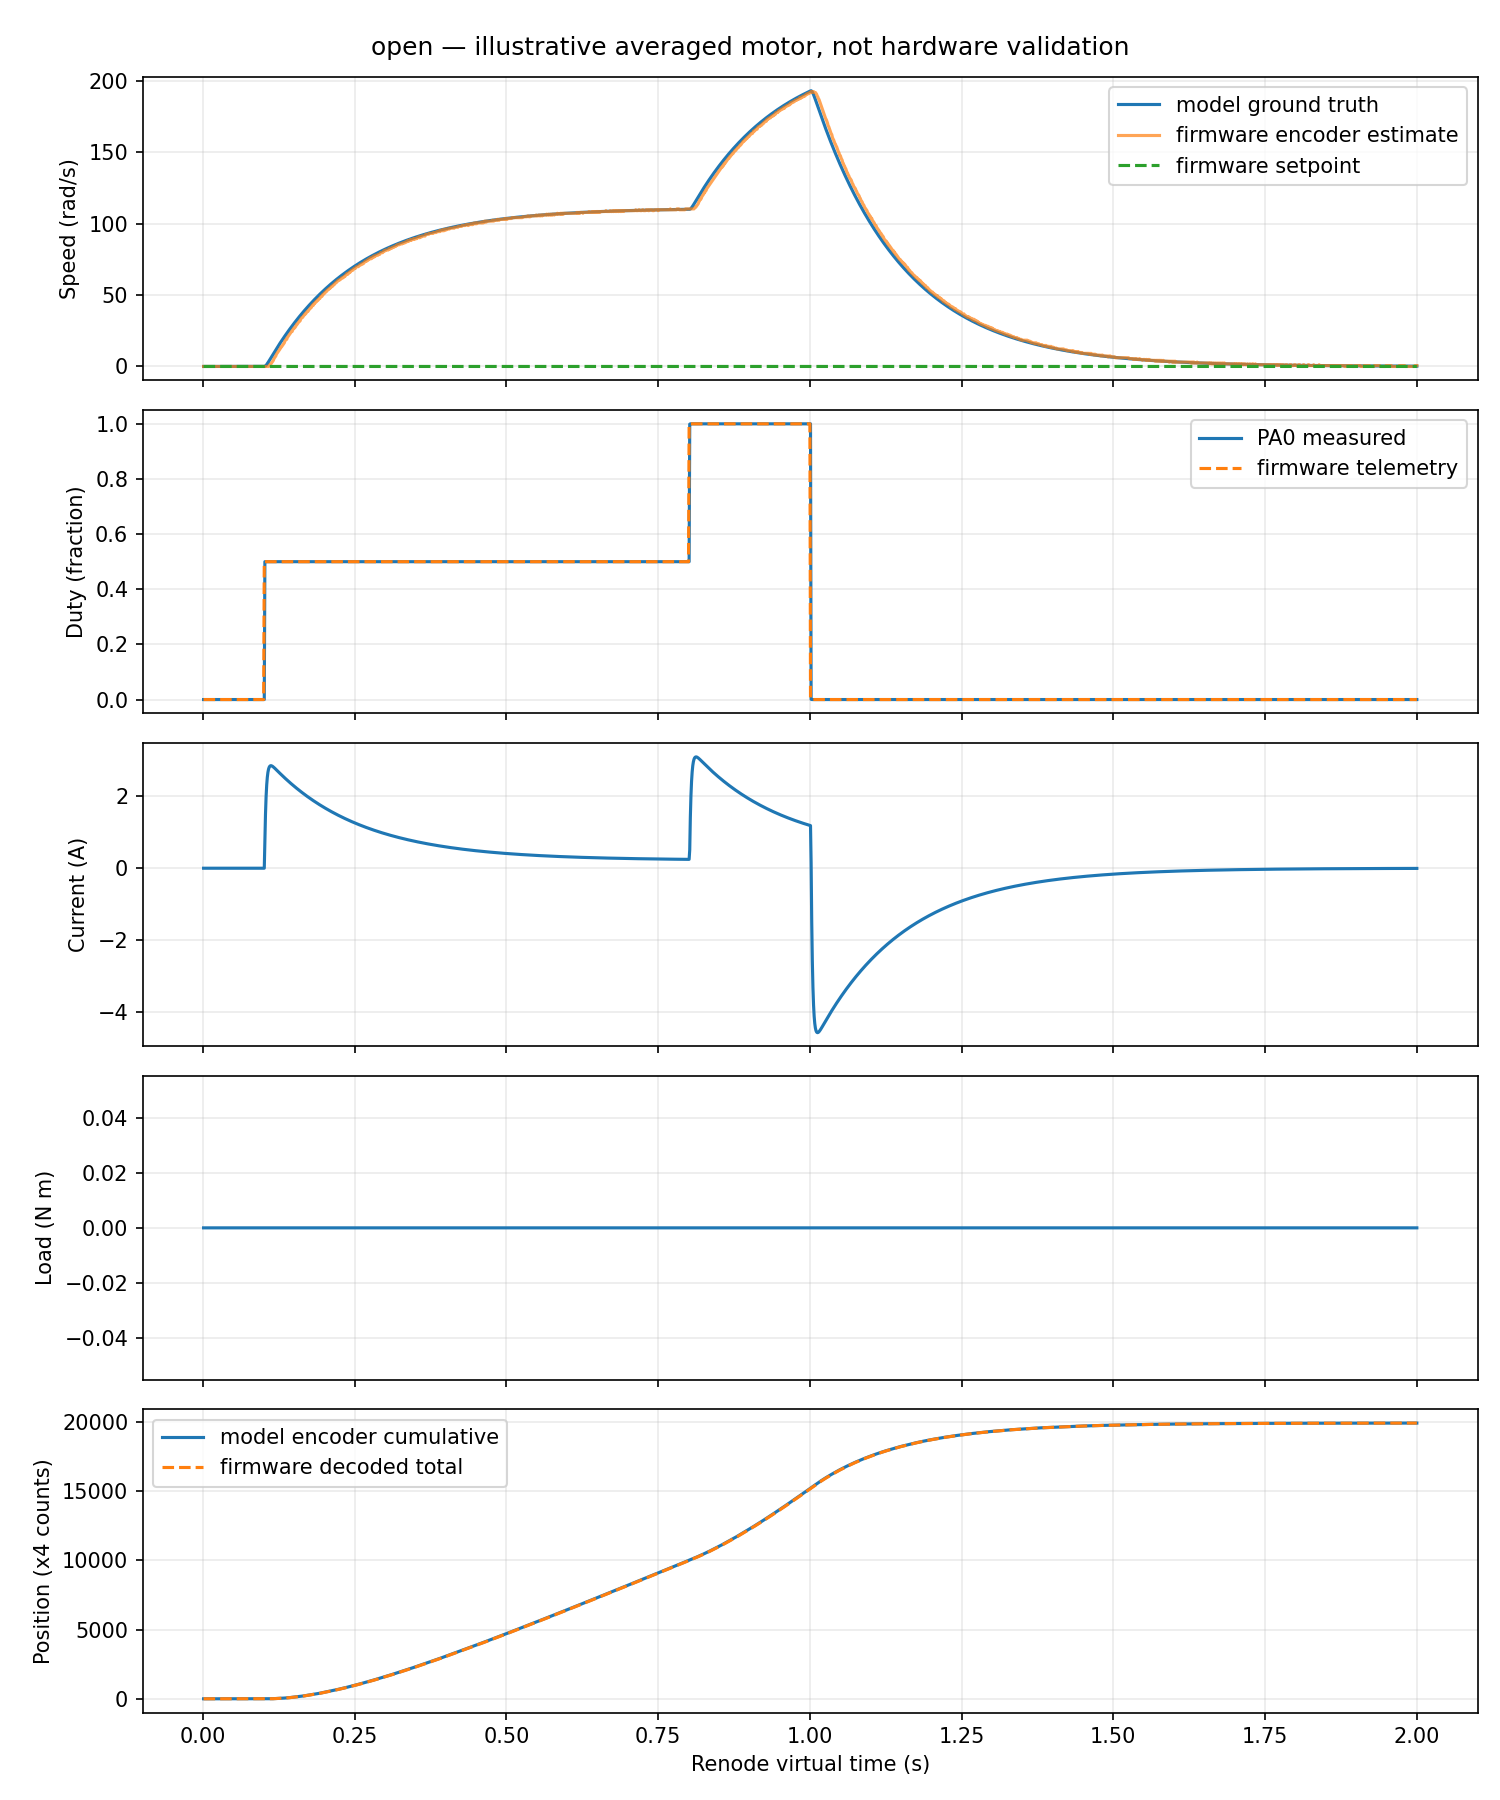 open — illustrative averaged motor, not hardware validation
200
150
100
50
0
Speed (rad/s)
model ground truth
firmware encoder estimate
firmware setpoint
1.0
0.8
0.6
0.4
0.2
0.0
Duty (fraction)
PA0 measured
firmware telemetry
2
0
−2
−4
Current (A)
0.04
0.02
0.00
−0.02
−0.04
Load (N m)
20000
15000
10000
5000
0
Position (x4 counts)
model encoder cumulative
firmware decoded total
0.00 0.25 0.50 0.75 1.00 1.25 1.50 1.75 2.00
Renode virtual time (s)